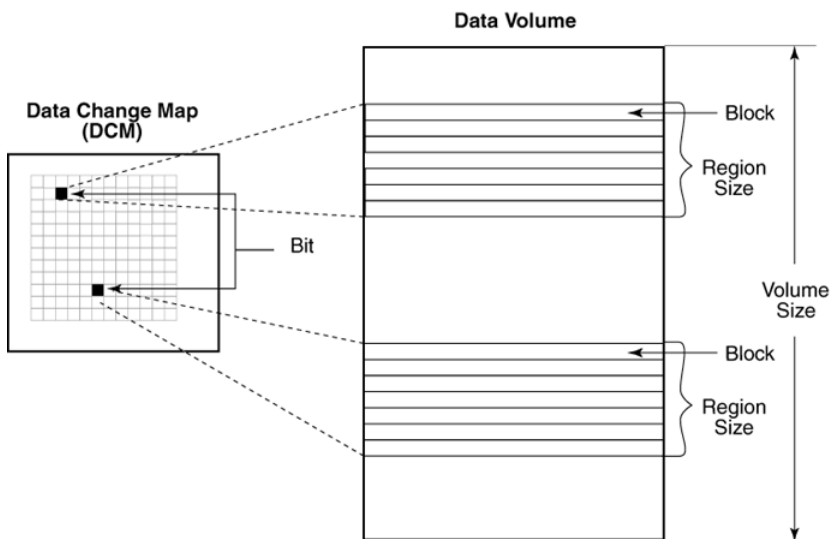 Data Volume
Data Change Map
(DCM)
Block
Region
Size
Bit
Volume
Size
Block
Region
Size